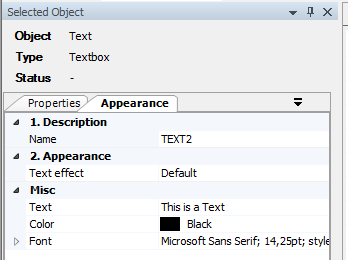 Selected Object
Object Text
Type Textbox
Status -
Properties Appearance
1. Description
Name TEXT2
2. Appearance
Text effect Default
Misc
Text This is a Text
Color Black
Font Microsoft Sans Serif; 14,25pt; style